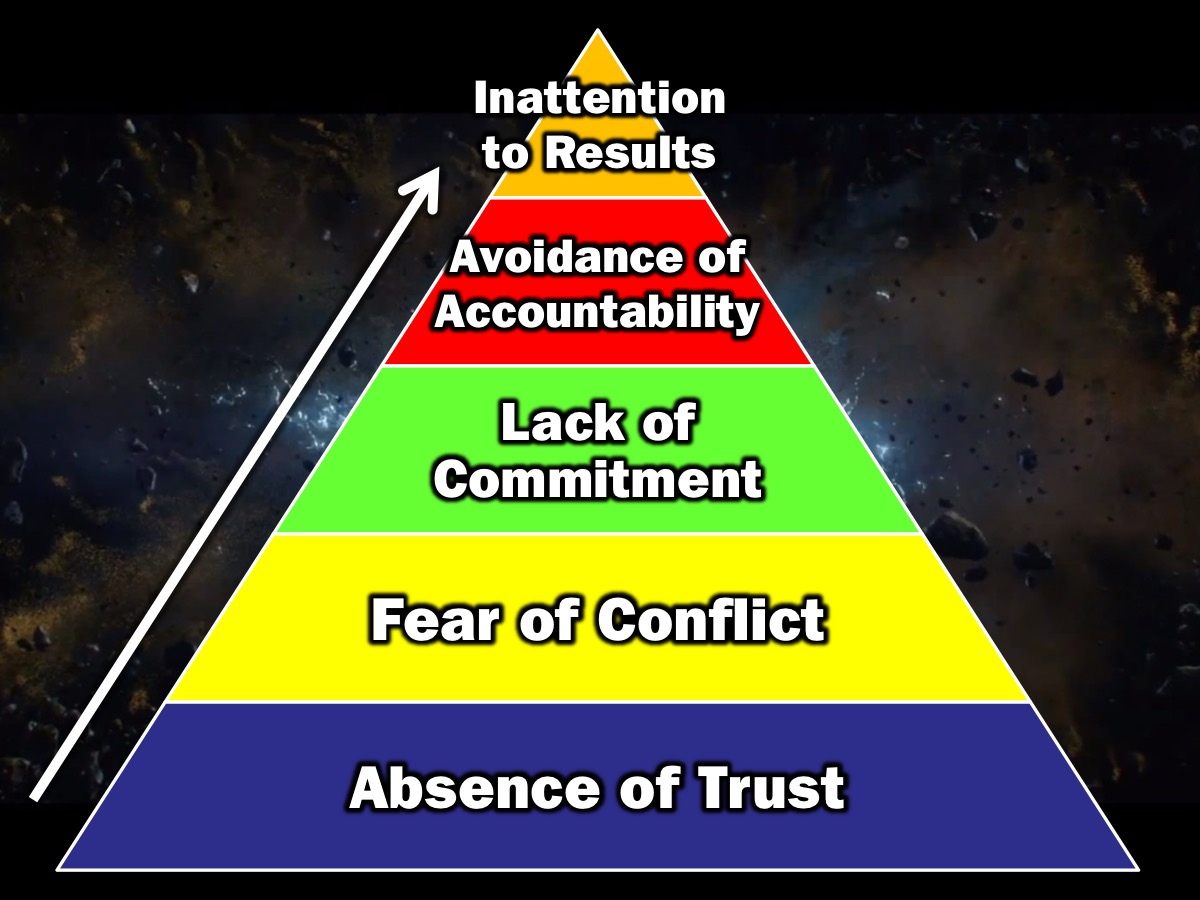 Inattention
to Results
Avoidance of
Accountability
Lack of
Commitment
Fear of Conflict
Absence of Trust